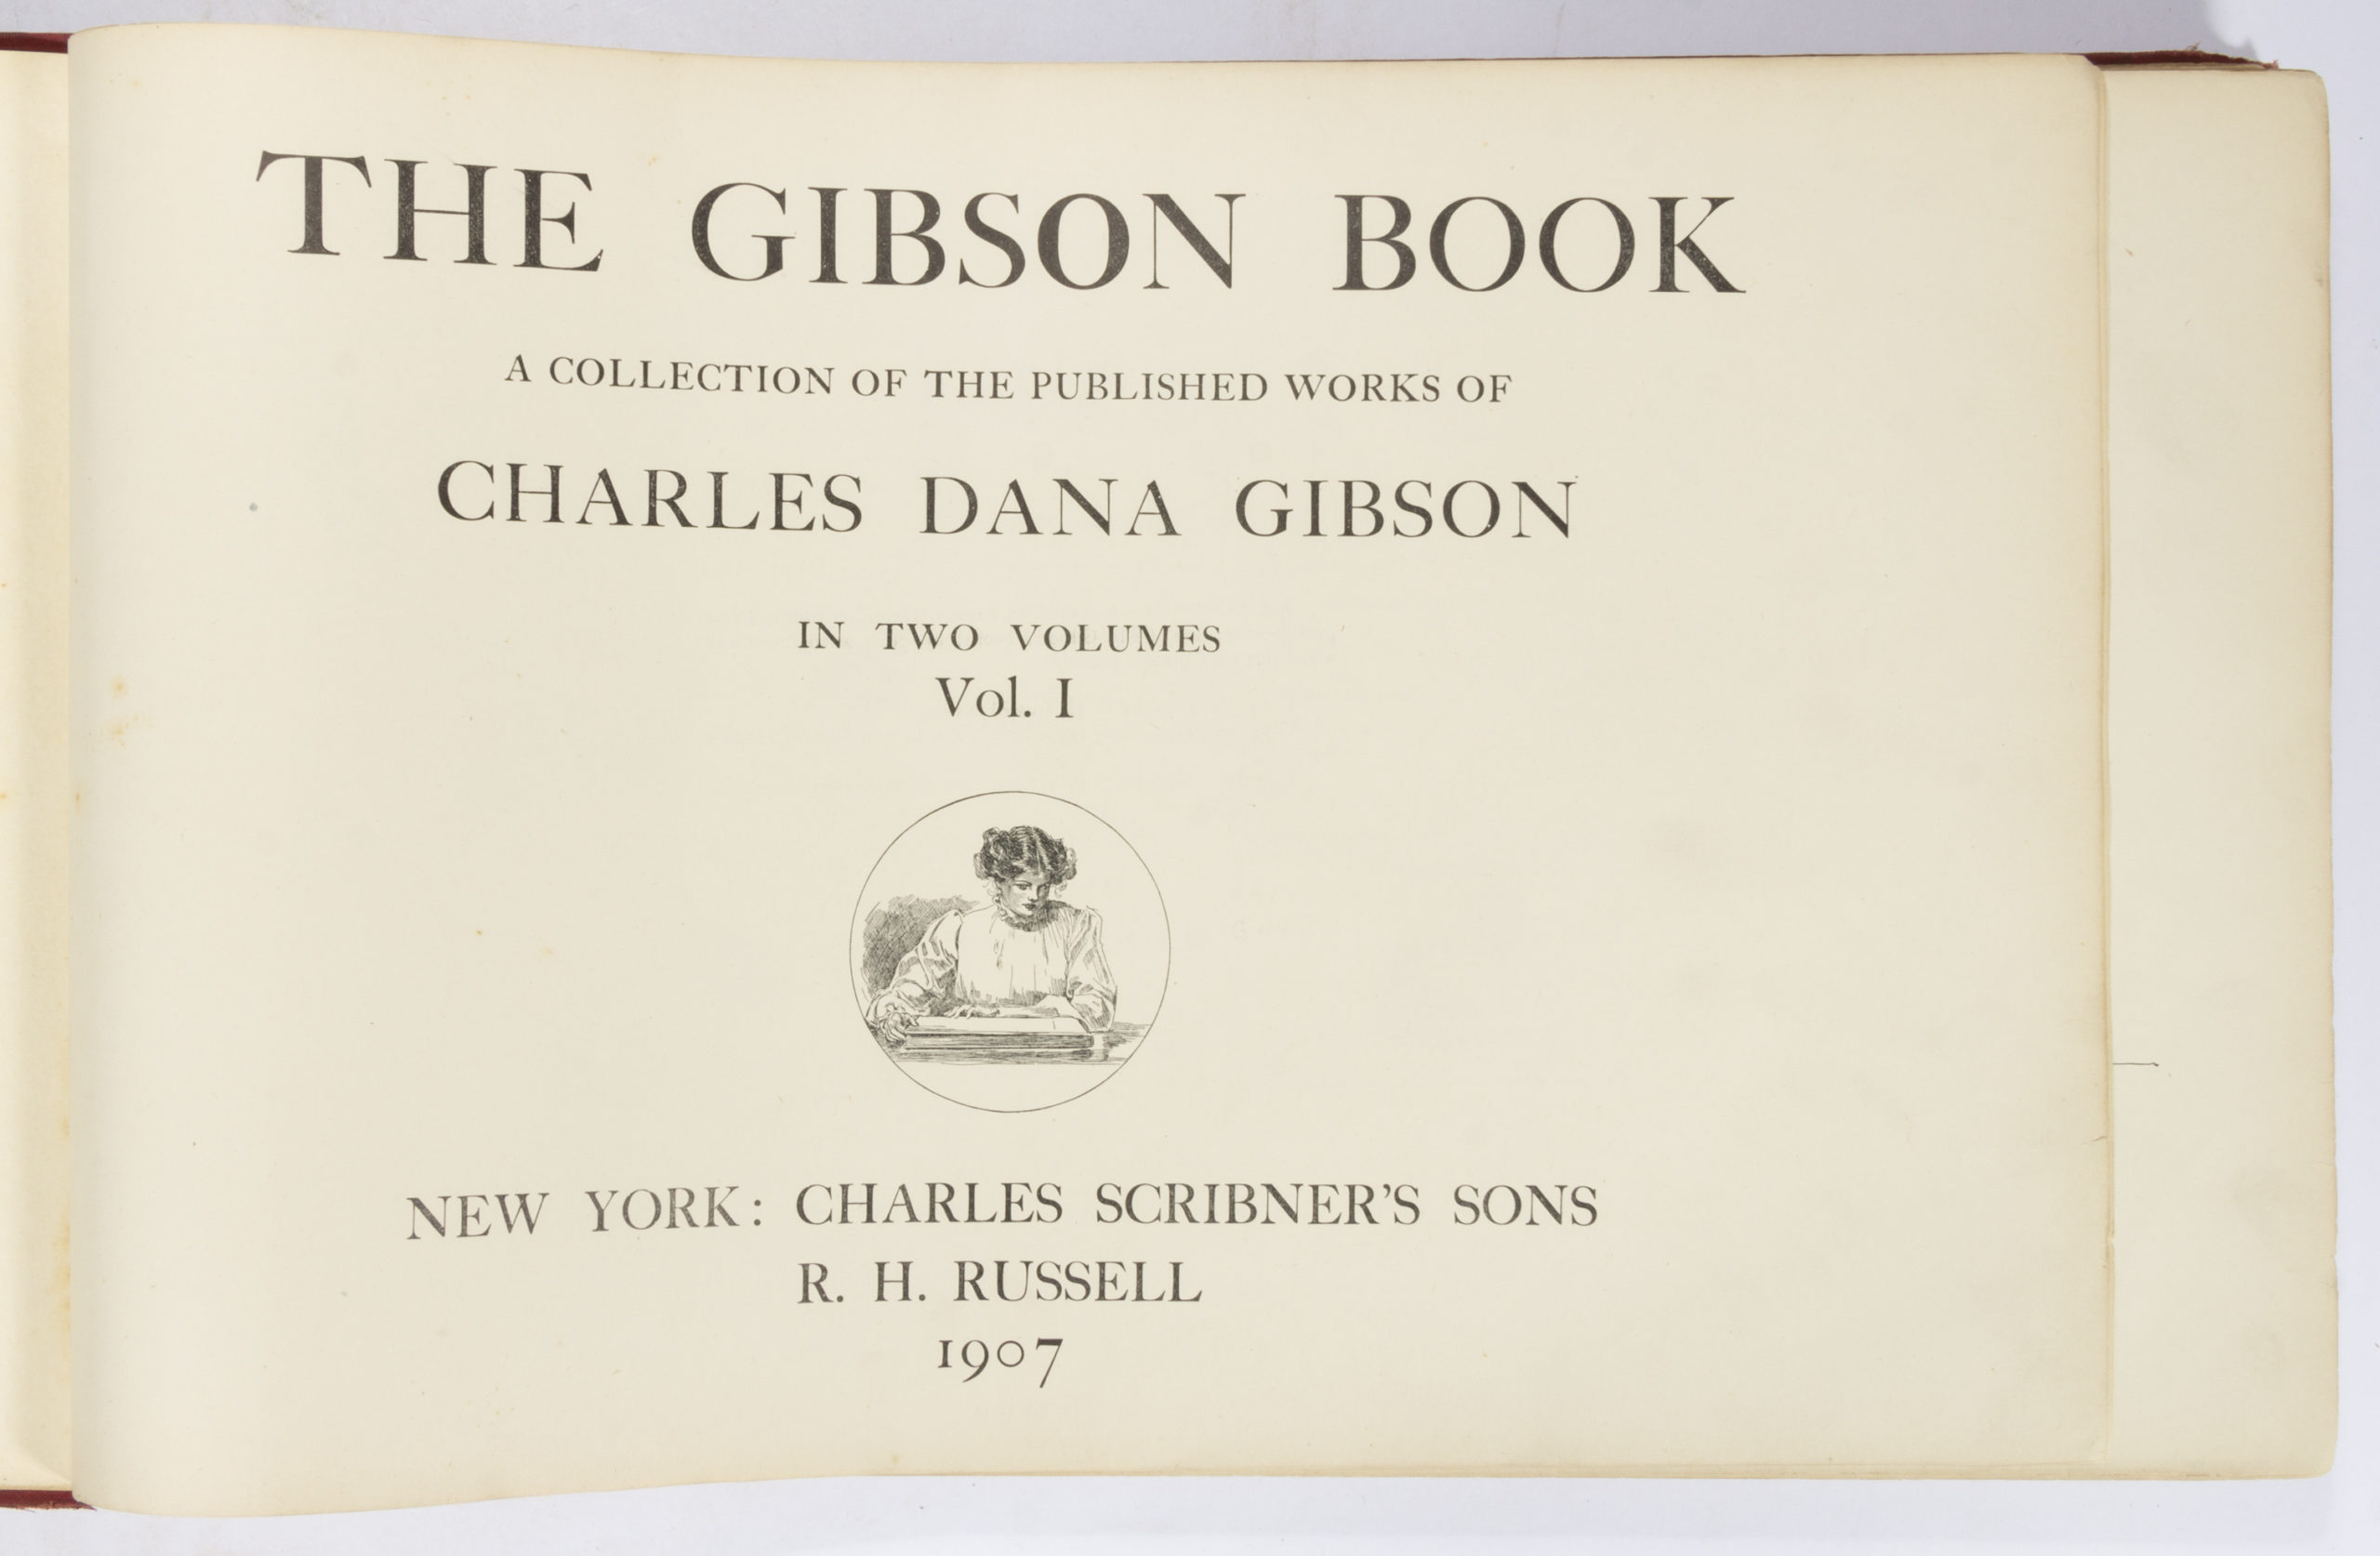 THE GIBSON BOOK
A COLLECTION OF THE PUBLISHED WORKS OF
CHARLES DANA GIBSON
IN TWO VOLUMES
Vol. I
NEW YORK: CHARLES SCRIBNER'S SONS
R. H. RUSSELL
1907